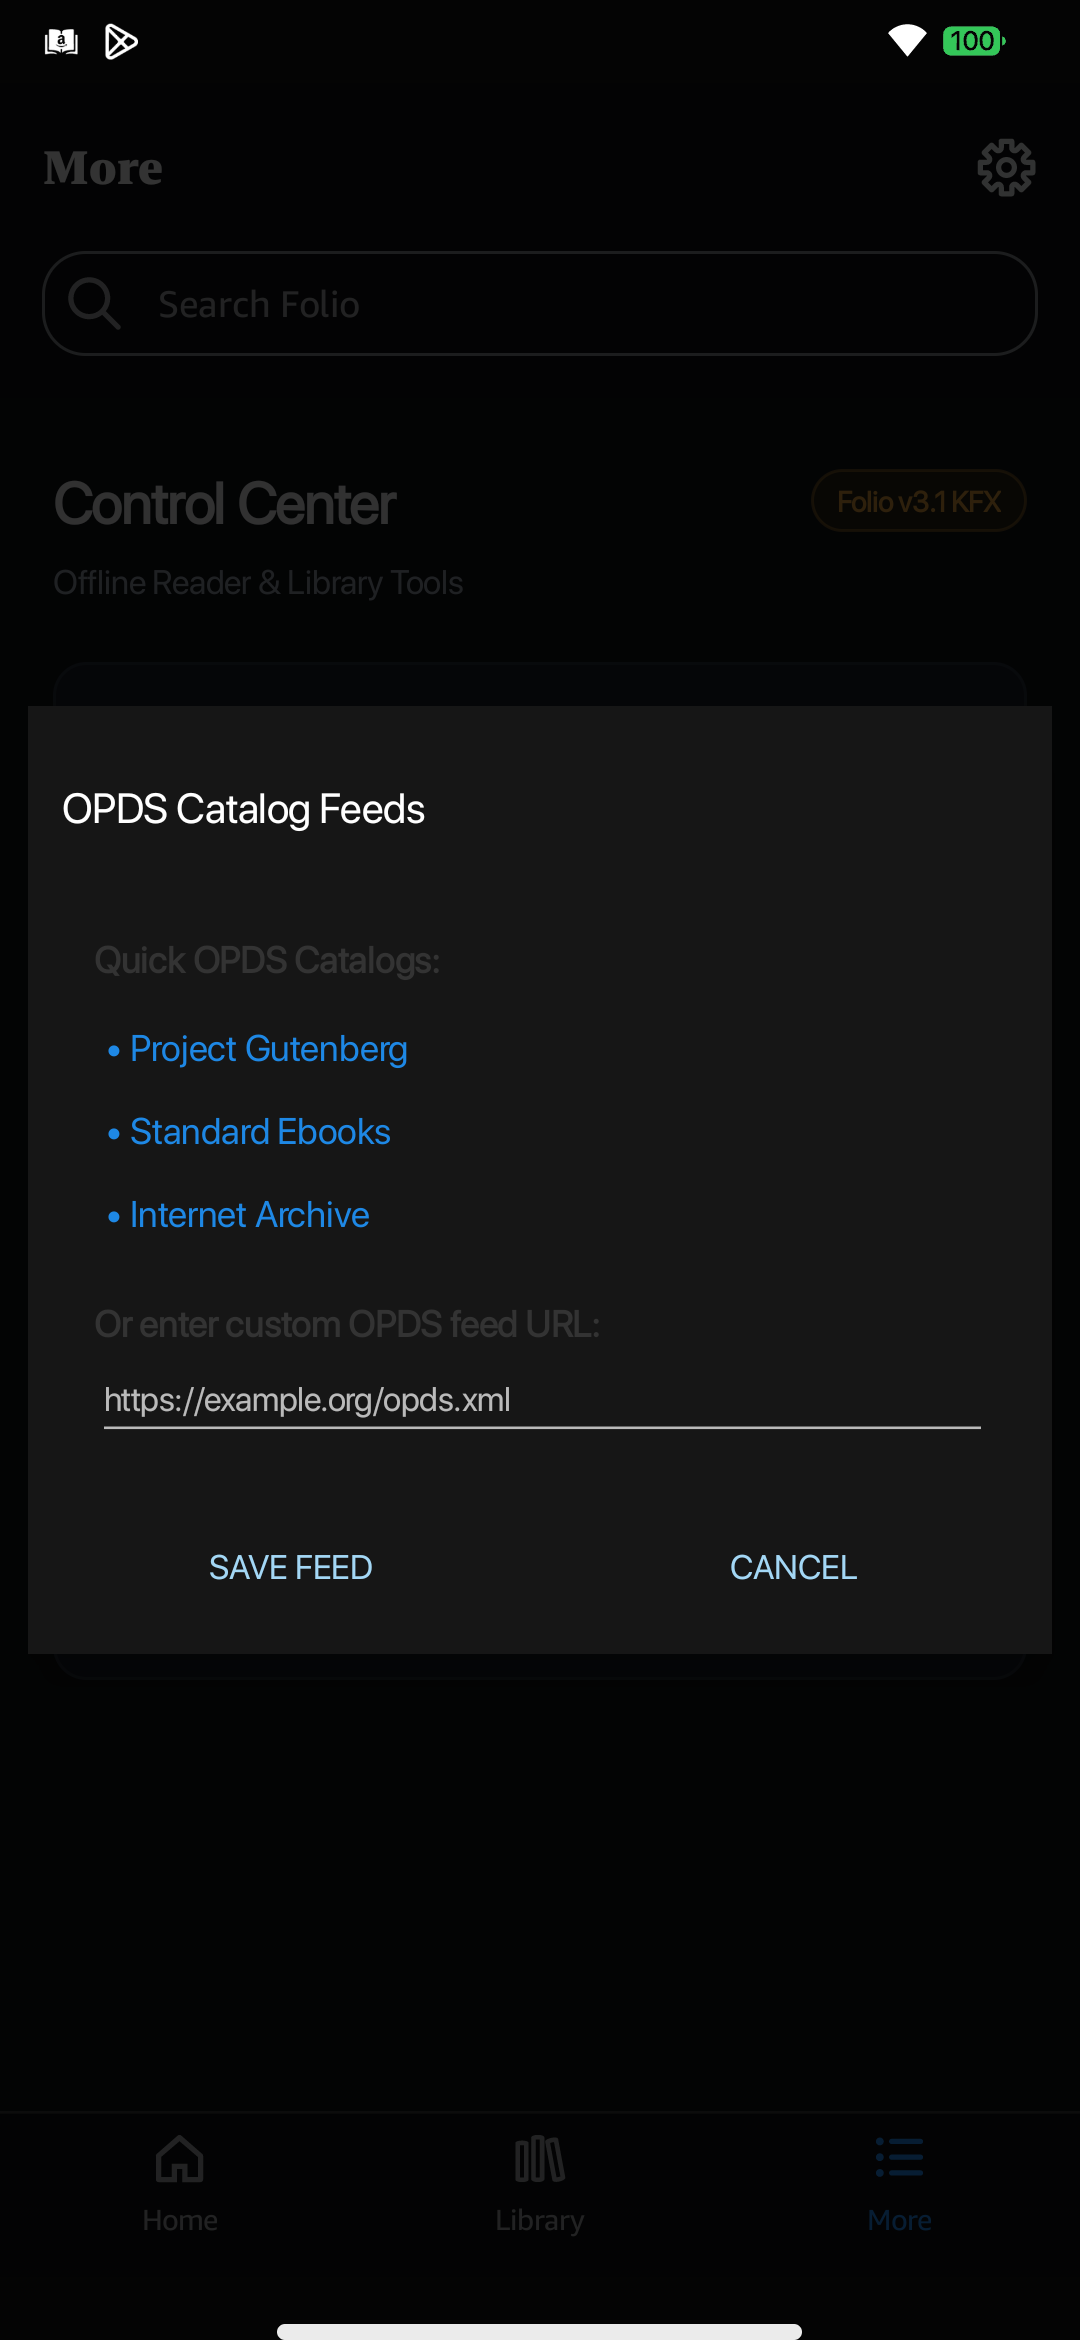 100
More
Search Folio
Control Center
Folio v3.1 KFX
Offline Reader & Library Tools
OPDS Catalog Feeds
Quick OPDS Catalogs:
• Project Gutenberg
• Standard Ebooks
• Internet Archive
Or enter custom OPDS feed URL:
https://example.org/opds.xml
SAVE FEED
CANCEL
Home
Library
More